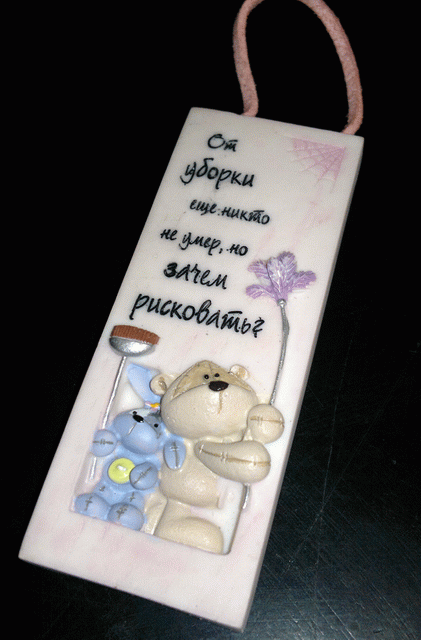 От
уборки
еще никто
не умер, но
зачем
рисковать?